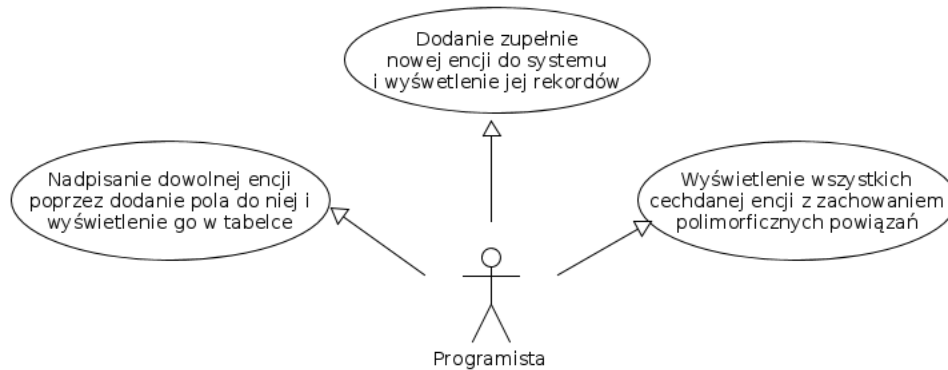 Dodanie zupełnie
nowej encji do systemu
i wyśwetlenie jej rekordów
Nadpisanie dowolnej encji
poprzez dodanie pola do niej i
wyświetlenie go w tabelce
Wyświetlenie wszystkich
cechdanej encji z zachowaniem
polimorficznych powiązań
Programista